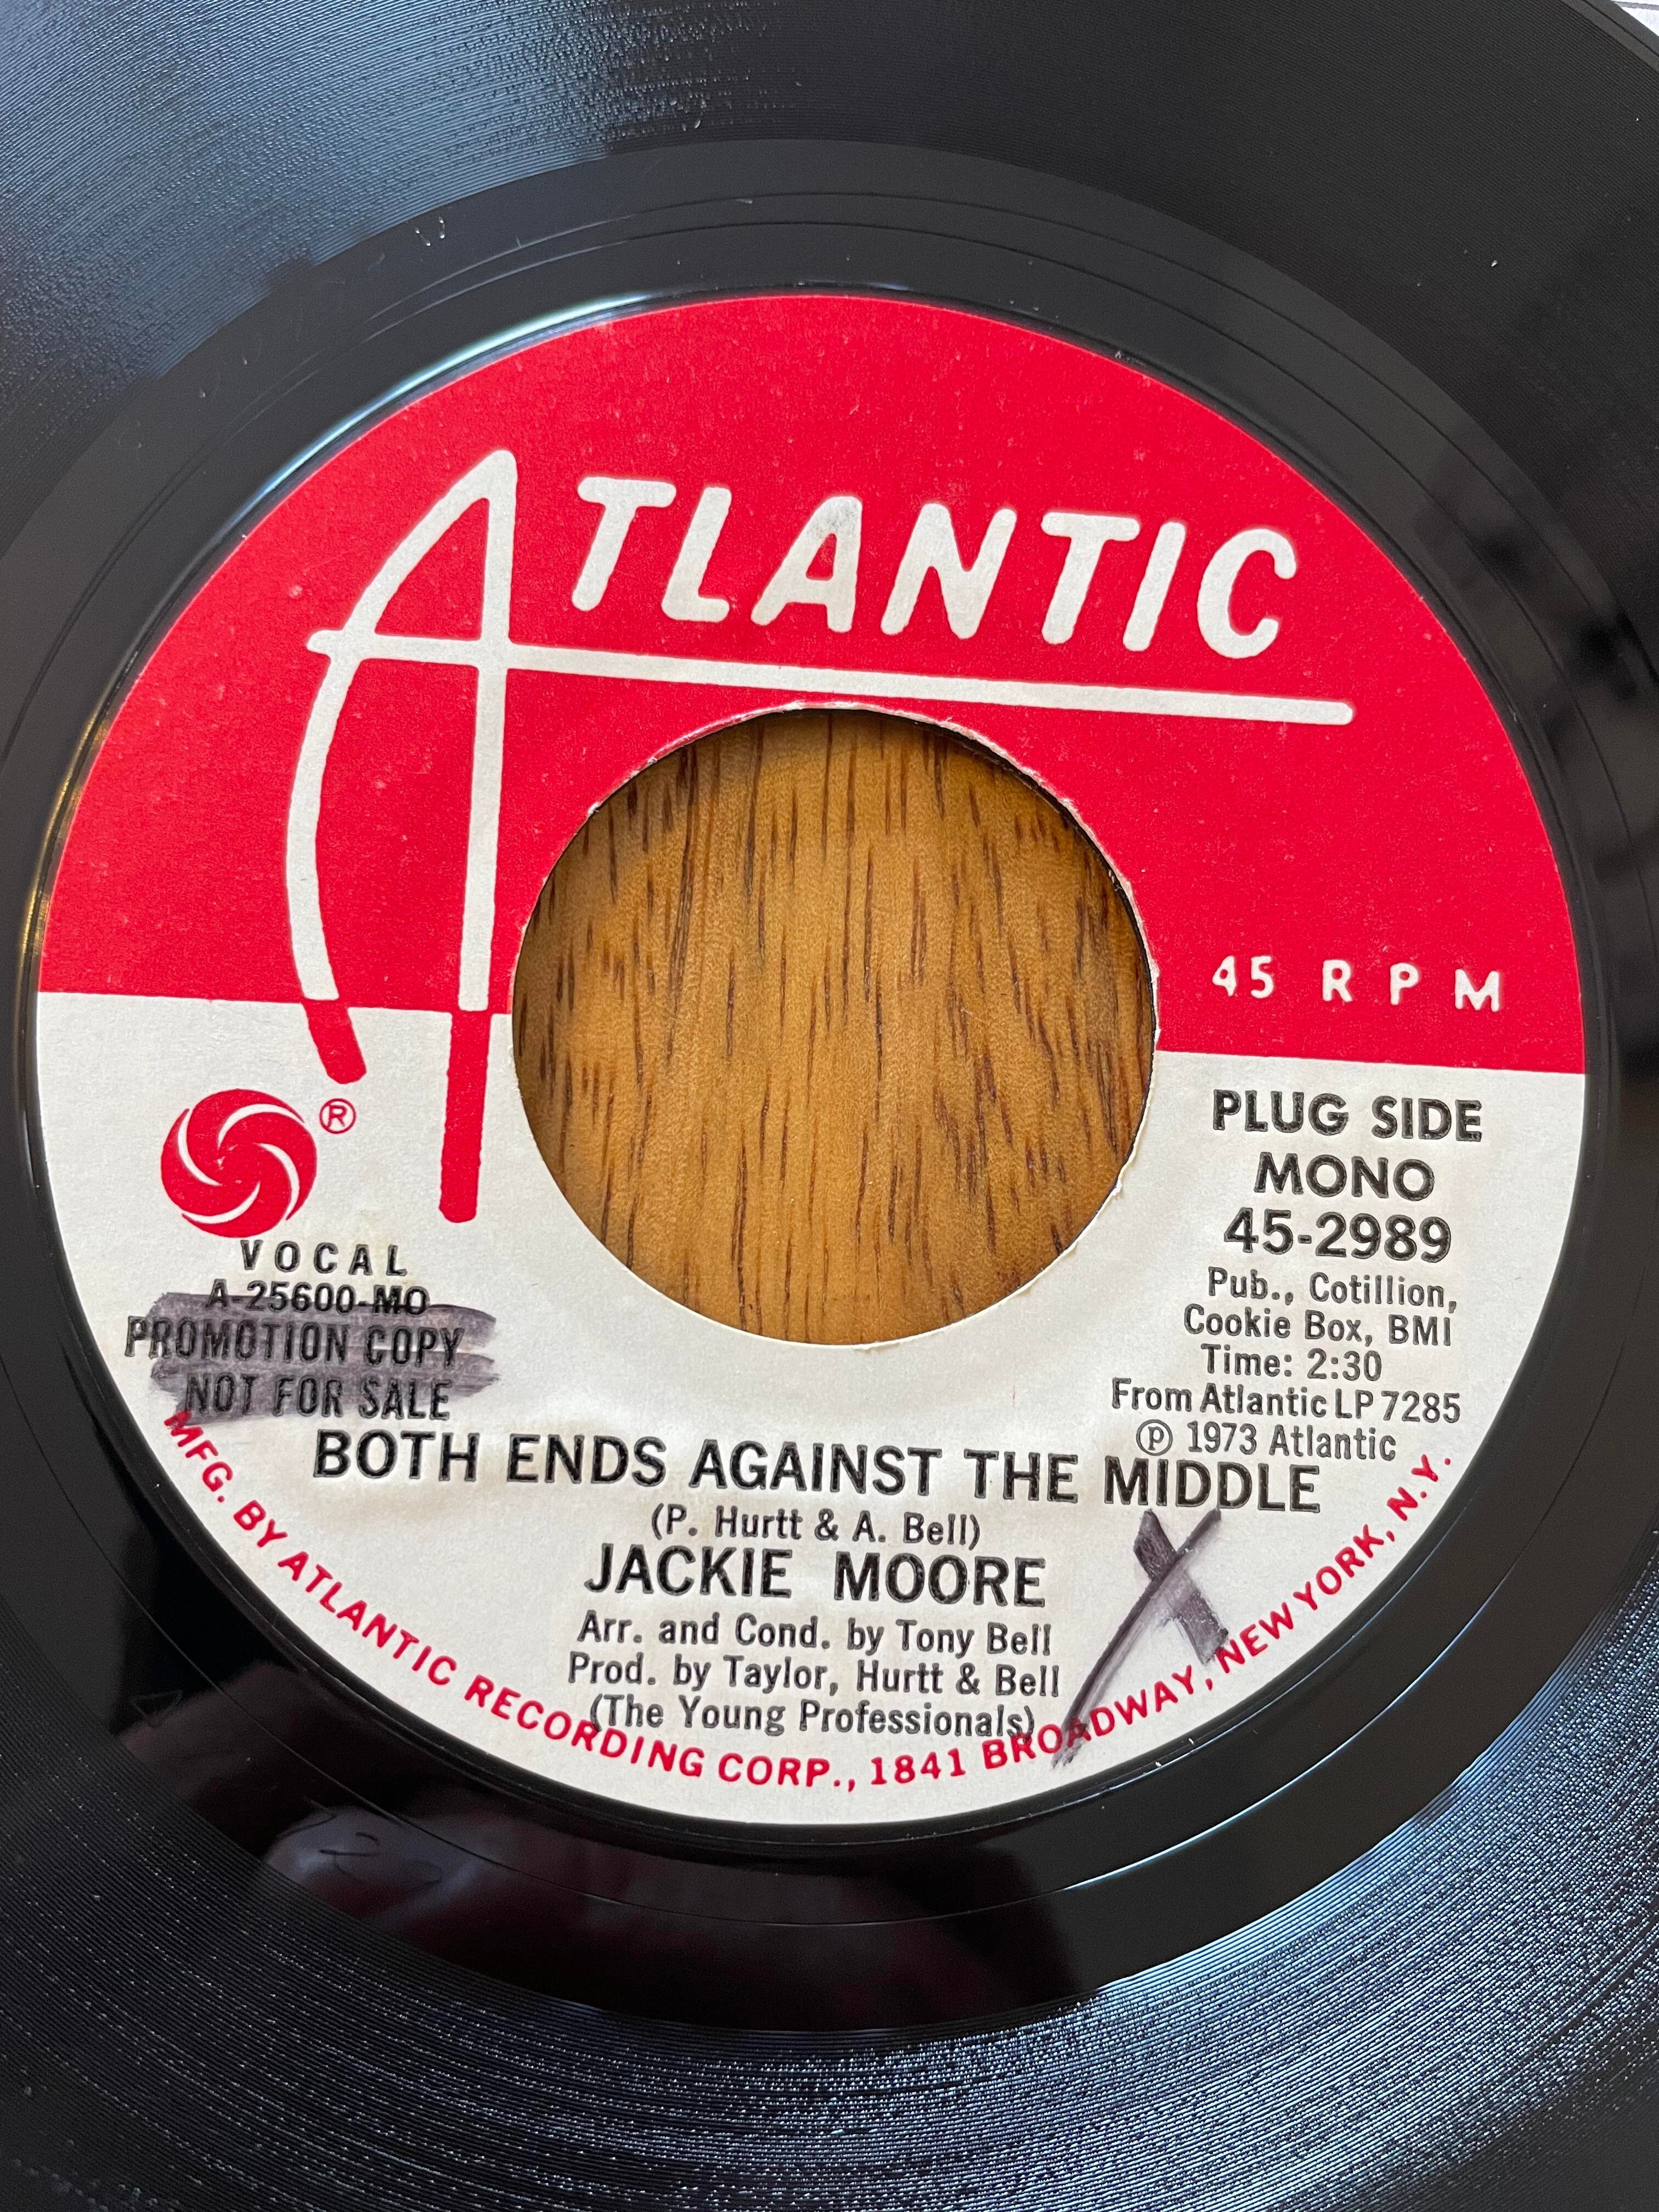 ATLANTIC
45 RPM
®
VOCAL
A-25600-MO
PROMOTION COPY
NOT FOR SALE
PLUG SIDE
MONO
45-2989
Pub., Cotillion,
Cookie Box, BMI
Time: 2:30
From Atlantic LP 7285
℗ 1973 Atlantic
BOTH ENDS AGAINST THE MIDDLE
(P. Hurtt & A. Bell)
JACKIE MOORE
Arr. and Cond. by Tony Bell
Prod. by Taylor, Hurtt & Bell
(The Young Professionals)
X
MFG. BY ATLANTIC RECORDING CORP., 1841 BROADWAY, NEW YORK, N.Y.